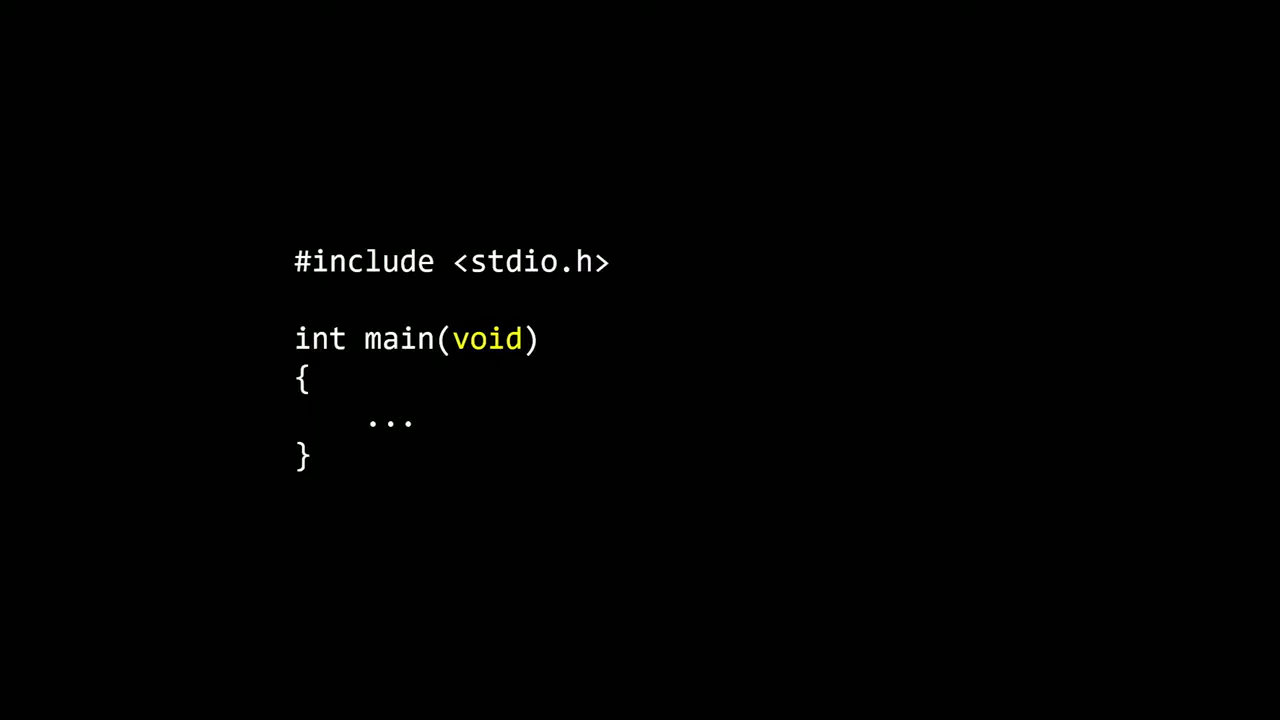 #include <stdio.h>
int main(void)
{
...
}